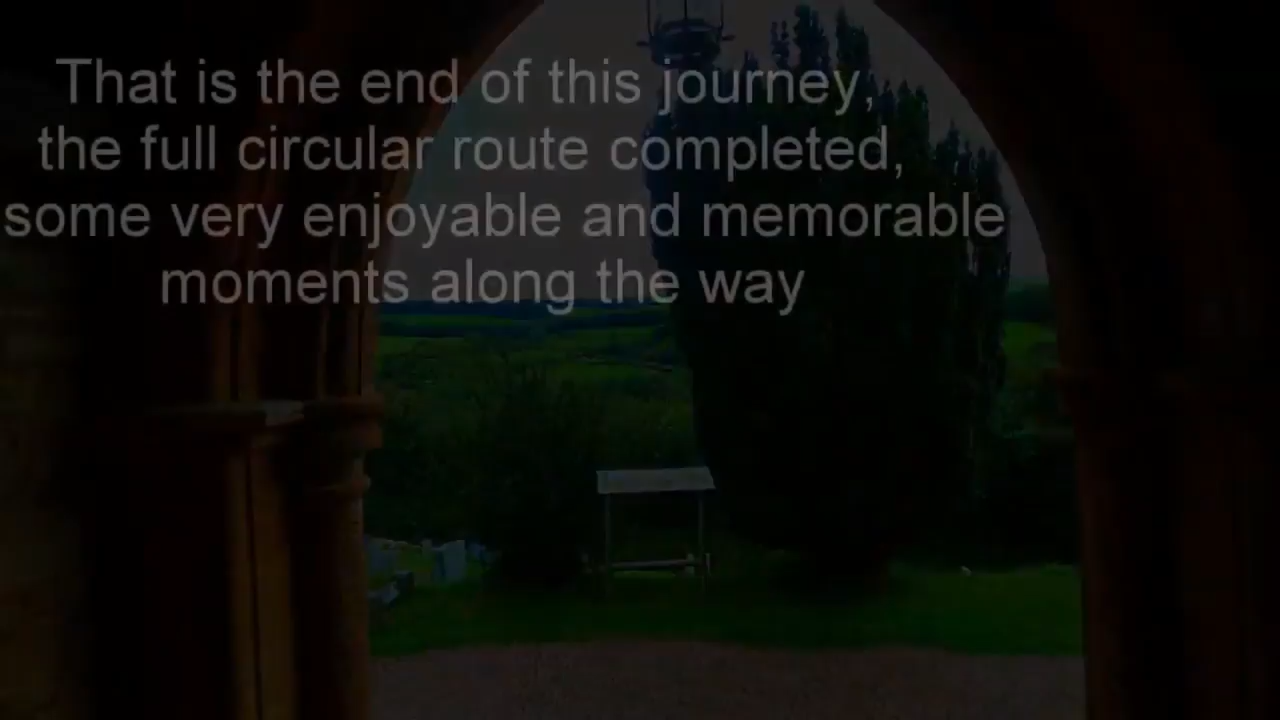 That is the end of this journey,
the full circular route completed,
some very enjoyable and memorable
moments along the way